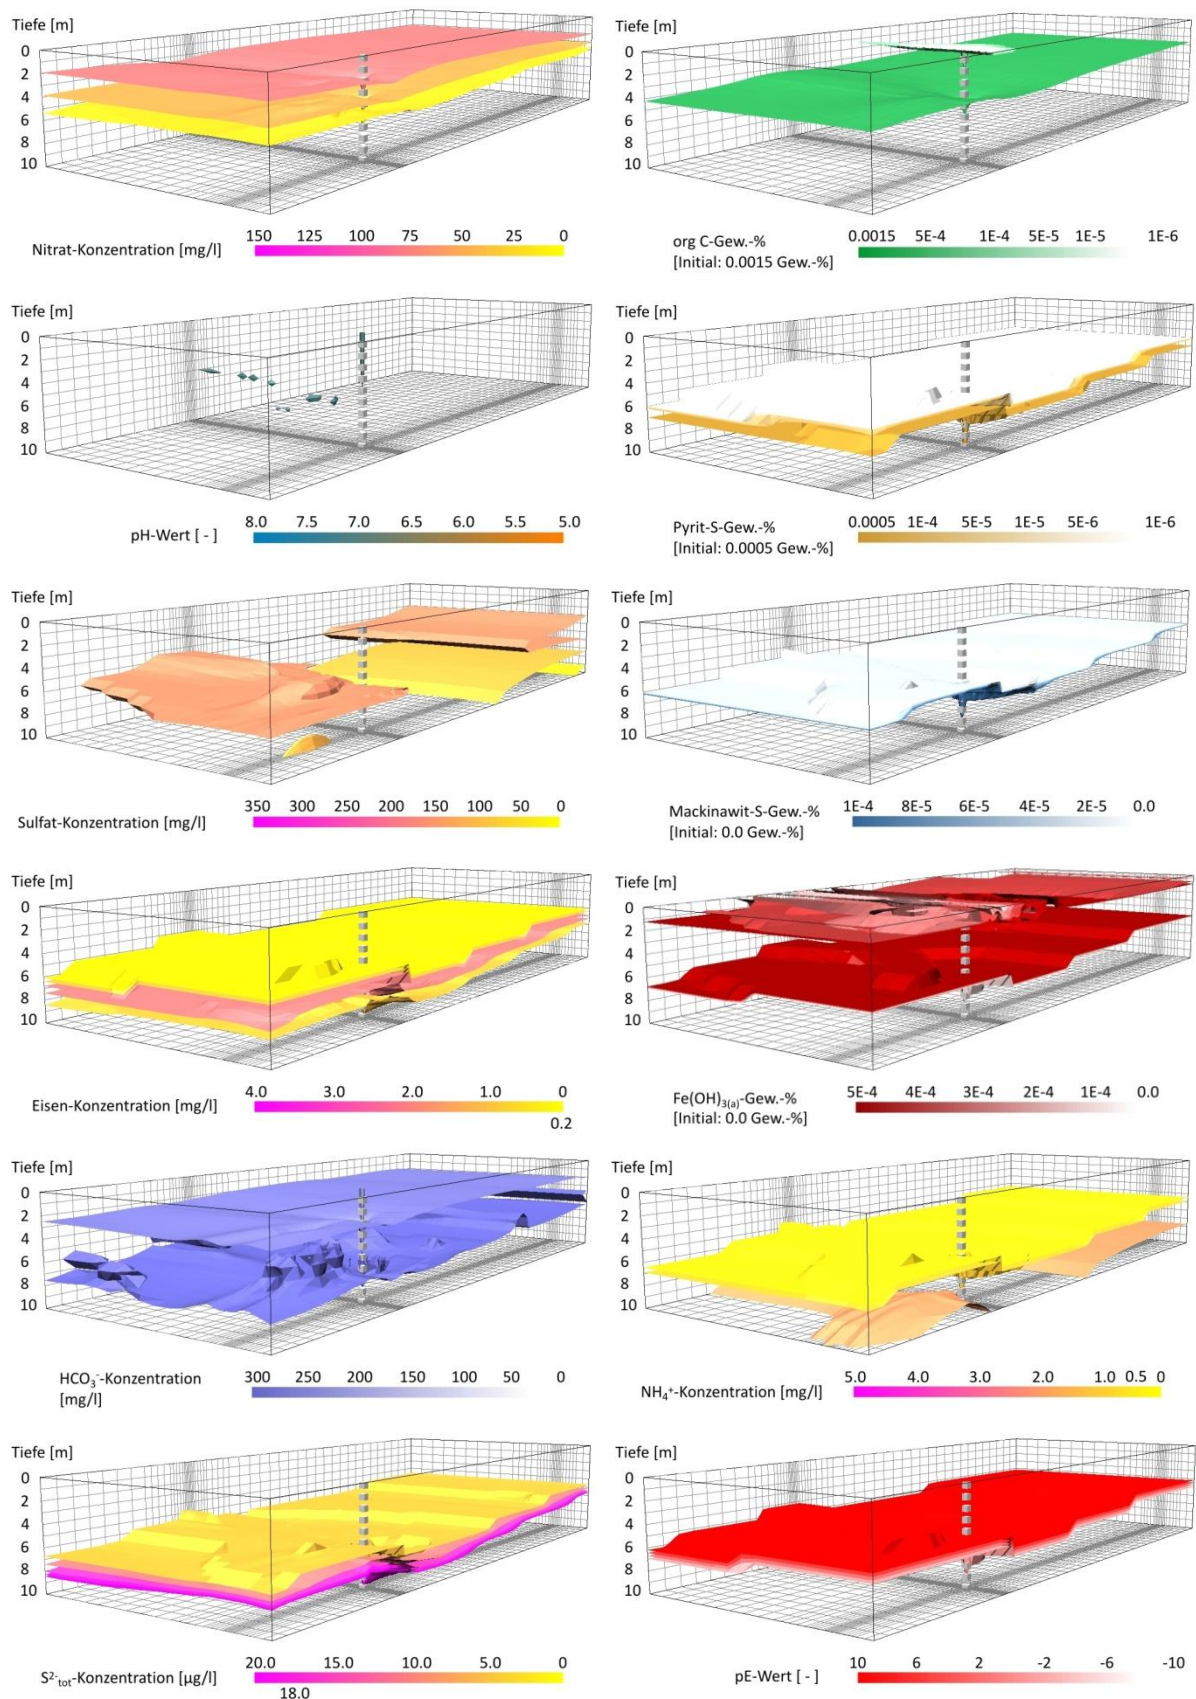 Tiefe [m]
0
2
4
6
8
10
Nitrat-Konzentration [mg/l]
150 125 100 75 50 25 0
Tiefe [m]
0
2
4
6
8
10
org C-Gew.-%
[Initial: 0.0015 Gew.-%]
0.0015 5E-4 1E-4 5E-5 1E-5 1E-6
Tiefe [m]
0
2
4
6
8
10
pH-Wert [ - ]
8.0 7.5 7.0 6.5 6.0 5.5 5.0
Tiefe [m]
0
2
4
6
8
10
Pyrit-S-Gew.-%
[Initial: 0.0005 Gew.-%]
0.0005 1E-4 5E-5 1E-5 5E-6 1E-6
Tiefe [m]
0
2
4
6
8
10
Sulfat-Konzentration [mg/l]
350 300 250 200 150 100 50 0
Tiefe [m]
0
2
4
6
8
10
Mackinawit-S-Gew.-%
[Initial: 0.0 Gew.-%]
1E-4 8E-5 6E-5 4E-5 2E-5 0.0
Tiefe [m]
0
2
4
6
8
10
Eisen-Konzentration [mg/l]
4.0 3.0 2.0 1.0 0
0.2
Tiefe [m]
0
2
4
6
8
10
Fe(OH)3(a)-Gew.-%
[Initial: 0.0 Gew.-%]
5E-4 4E-4 3E-4 2E-4 1E-4 0.0
Tiefe [m]
0
2
4
6
8
10
HCO3⁻-Konzentration
[mg/l]
300 250 200 150 100 50 0
Tiefe [m]
0
2
4
6
8
10
NH4⁺-Konzentration [mg/l]
5.0 4.0 3.0 2.0 1.0 0.5 0
Tiefe [m]
0
2
4
6
8
10
S²⁻tot-Konzentration [µg/l]
20.0 15.0 10.0 5.0 0
18.0
Tiefe [m]
0
2
4
6
8
10
pE-Wert [ - ]
10 6 2 -2 -6 -10